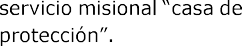 servicio misional “casa de
protección”.